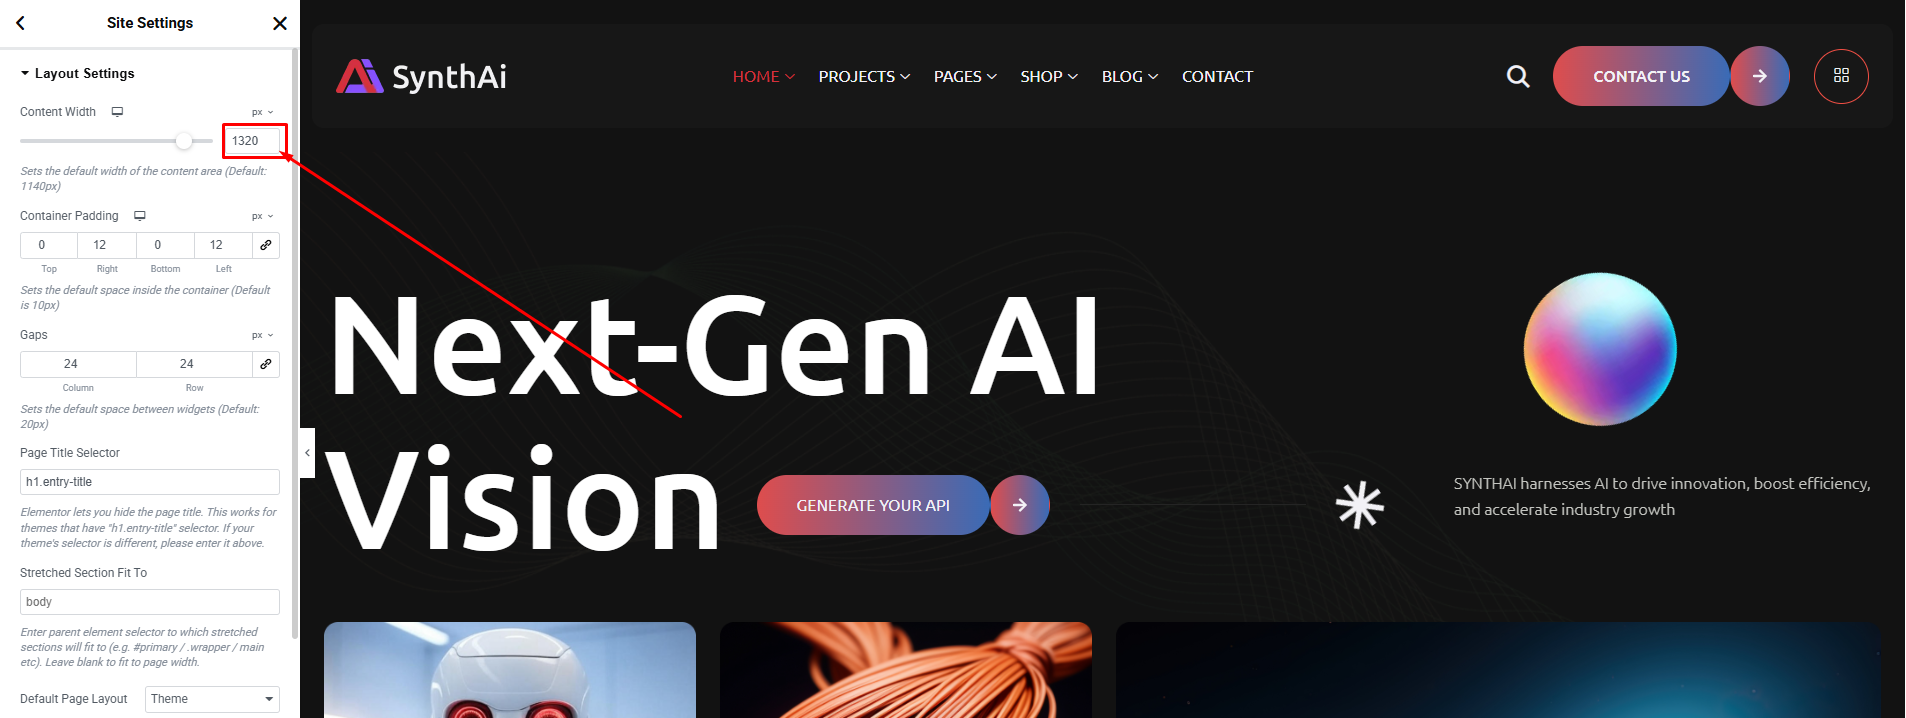 Site Settings
Layout Settings
Content Width
px
1320
Sets the default width of the content area (Default:
1140px)
Container Padding
px
0 12 0 12
Top Right Bottom Left
Sets the default space inside the container (Default
is 10px)
Gaps
px
24 24
Column Row
Sets the default space between widgets (Default:
20px)
Page Title Selector
h1.entry-title
Elementor lets you hide the page title. This works for
themes that have "h1.entry-title" selector. If your
theme's selector is different, please enter it above.
Stretched Section Fit To
body
Enter parent element selector to which stretched
sections will fit to (e.g. #primary / .wrapper / main
etc). Leave blank to fit to page width.
Default Page Layout Theme
SynthAi
HOME PROJECTS PAGES SHOP BLOG CONTACT
CONTACT US
Next-Gen AI
Vision
GENERATE YOUR API
SYNTHAI harnesses AI to drive innovation, boost efficiency,
and accelerate industry growth